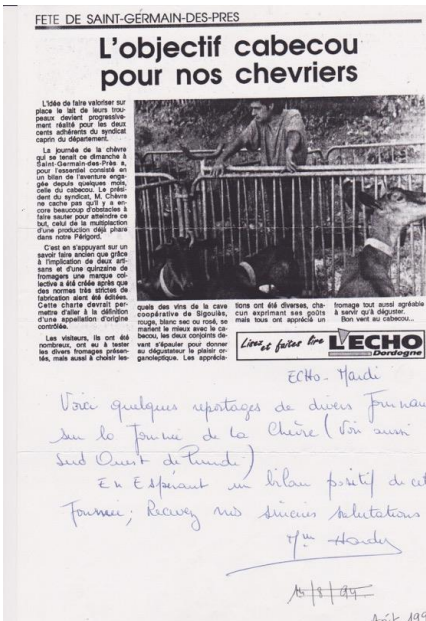 FETE DE SAINT-GERMAIN-DES-PRES
L'objectif cabecou
pour nos chevriers
L'idée de faire valoriser sur
place le lait de leurs trou-
peaux devient progressive-
ment réalité pour les deux
cents adhérents du syndicat
caprin du département.
La journée de la chèvre
qui se tenait ce dimanche à
Saint-Germain-des-Prés a,
pour l'essentiel consisté en
un bilan de l'aventure enga-
gée depuis quelques mois,
celle du cabecou. Le prési-
dent du syndicat, M. Chèvre
ne cache pas qu'il y a en-
core beaucoup d'obstacles à
faire sauter pour atteindre ce
but, celui de la multiplaction
d'une production déjà phare
dans notre Périgord.
C'est en s'appuyant sur un
savoir faire ancien que grâce
à l'implication de deux arti-
sans et d'une quinzaine de
fromagers une marque col-
lective a été créée après que
des normes très strictes de
fabrication aient été éditées.
Cette charte devrait per-
mettre d'aller à la définition
d'une appellation d'origine
contrôlée.
Les visiteurs, ils ont été
nombreux, ont eu à tester
les divers fromages présen-
tés, mais aussi à choisir les-
quels des vins de la cave
coopérative de Sigoulès,
rouge, blanc sec ou rosé, se
marient le mieux avec le ca-
becou, les deux conjoints de-
vant s'épauler pour donner
au dégustateur le plaisir or-
ganoleptique. Les apprécia-
tions ont été diverses, cha-
cun exprimant ses goûts
mais tous ont apprécié un
fromage tout aussi agréable
à servir qu'à déguster.
Bon vent au cabecou...
Lisez et faites lire
L'ECHO
Dordogne
ECHO - Mardi
Voici quelques reportages de divers Journau
sur la Journée de la Chèvre (Voir aussi
Sud Ouest de Lundi)
En Espérant un bilan positif de cet
Journée; Recevez nos sincères salutations
Mme
Août 199